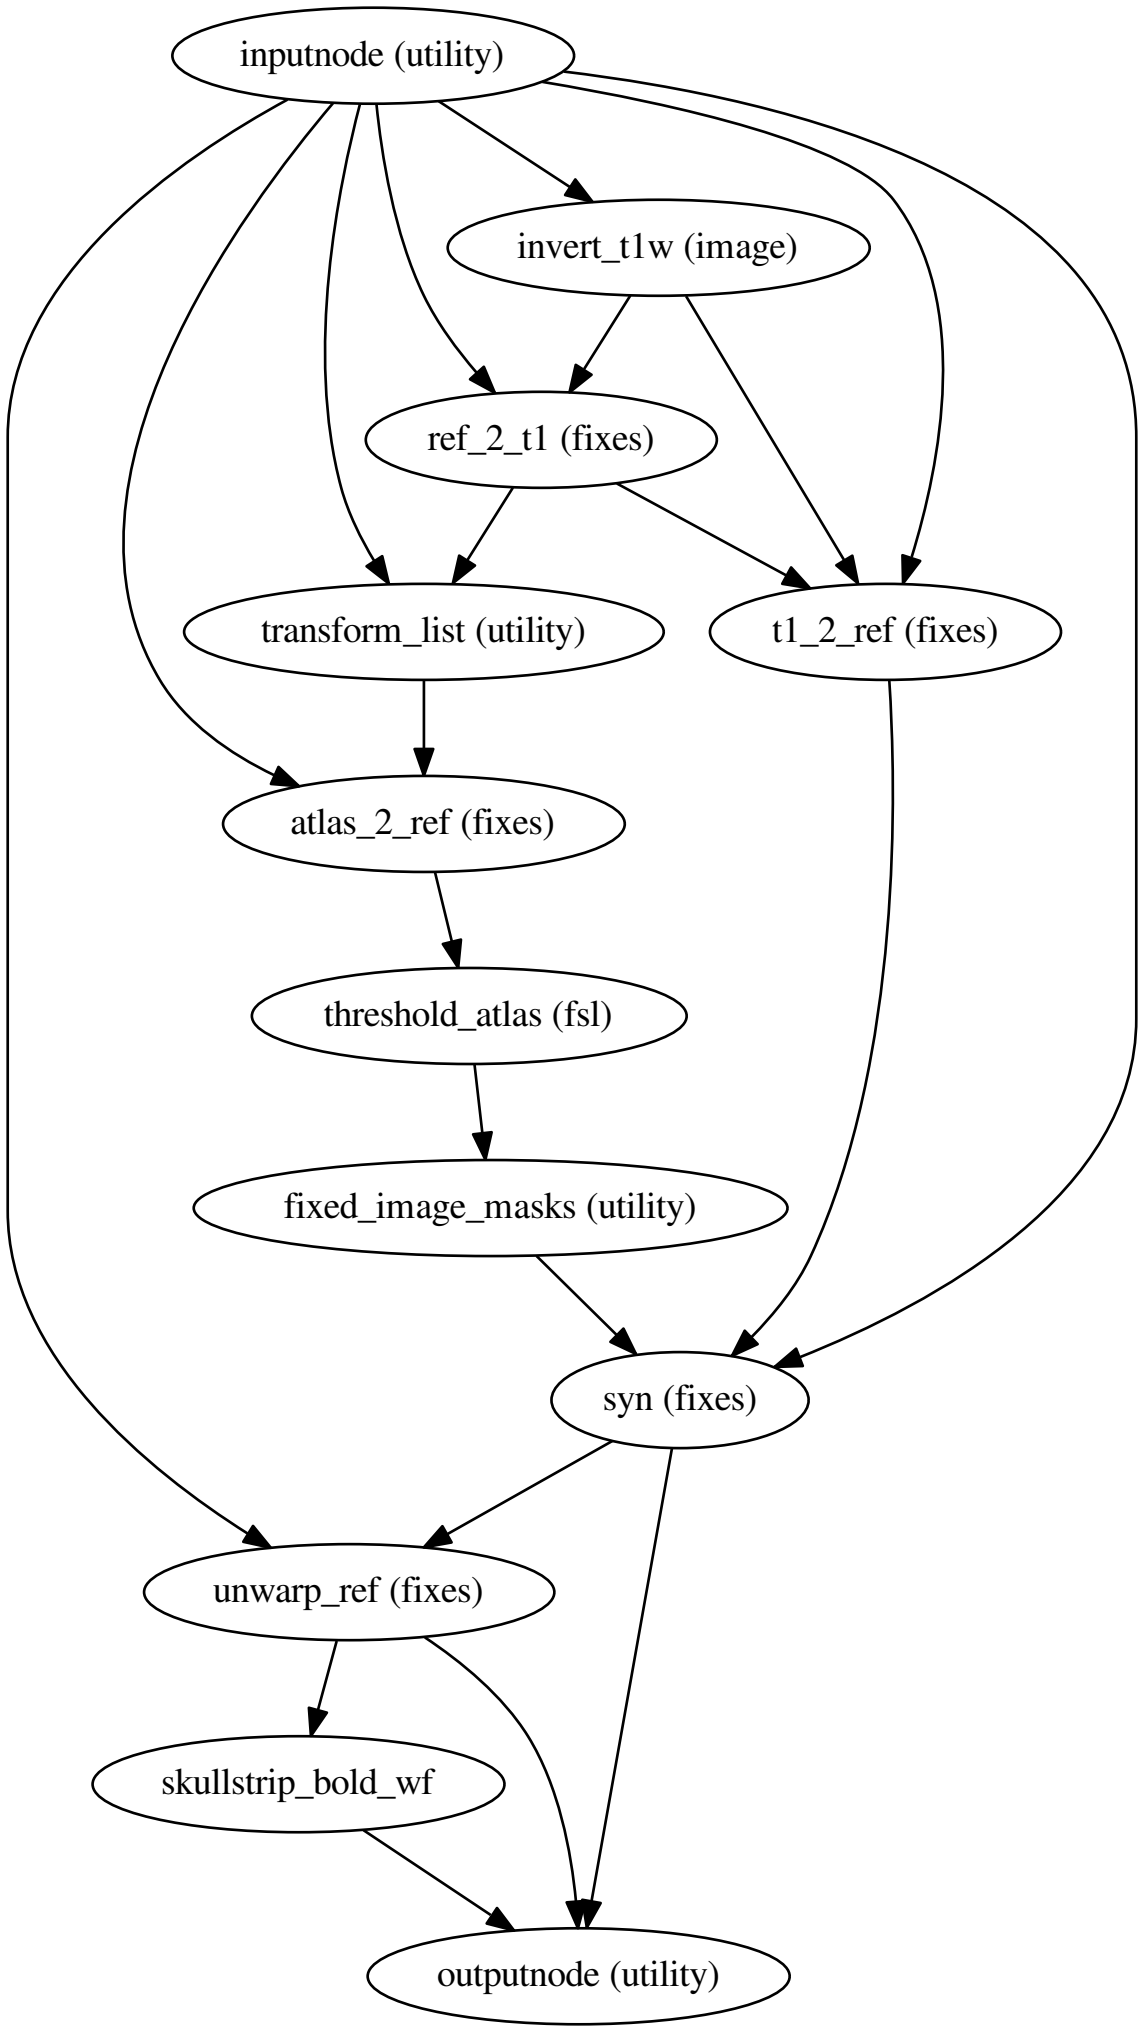 inputnode (utility)
invert_t1w (image)
ref_2_t1 (fixes)
transform_list (utility)
t1_2_ref (fixes)
atlas_2_ref (fixes)
threshold_atlas (fsl)
fixed_image_masks (utility)
syn (fixes)
unwarp_ref (fixes)
skullstrip_bold_wf
outputnode (utility)